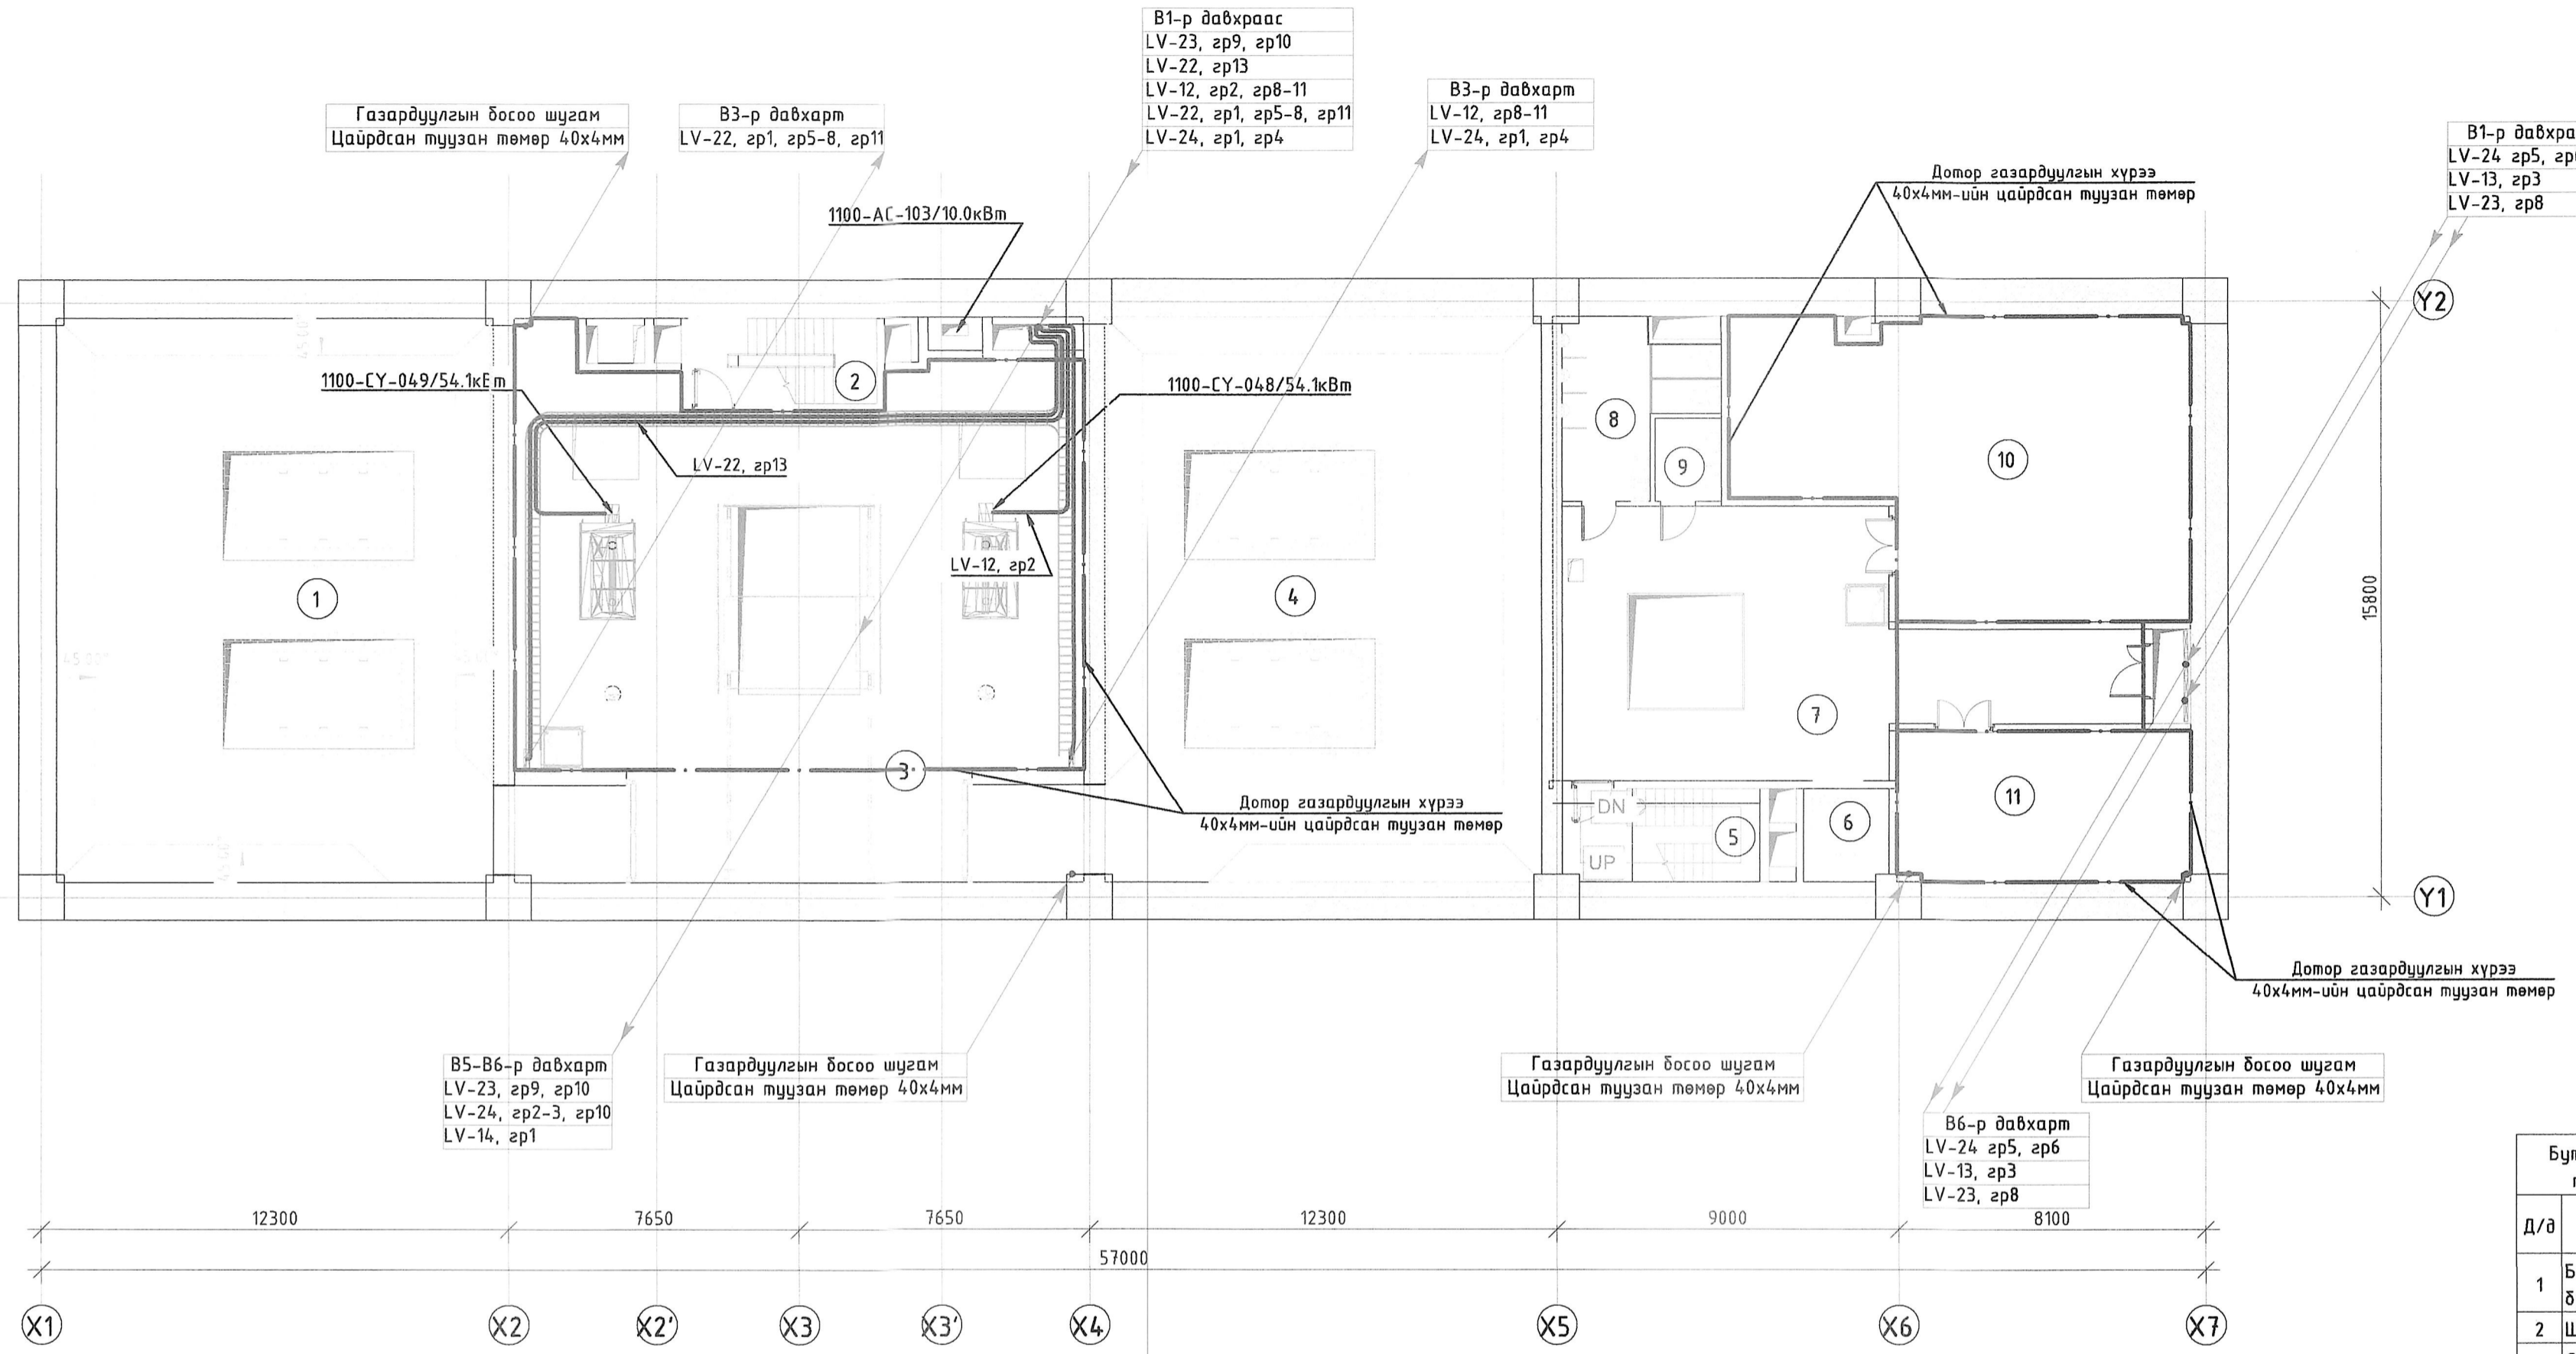 В1-р давхраас
LV-23, гр9, гр10
LV-22, гр13
LV-12, гр2, гр8-11
LV-22, гр1, гр5-8, гр11
LV-24, гр1, гр4
В3-р давхарт
LV-12, гр8-11
LV-24, гр1, гр4
Газардуулгын босоо шугам
Цайрдсан туузан төмөр 40x4мм
В3-р давхарт
LV-22, гр1, гр5-8, гр11
LV-24 гр5,
LV-13, гр3
LV-23, гр8
Дотор газардуулгын хүрээ
40x4мм-ийн цайрдсан туузан төмөр
1100-AC-103/10.0кВт
Y2
1100-CY-049/54.1кВт
2
1100-CY-048/54.1кВт
8
9
10
LV-22, гр13
LV-12, гр2
1
4
15800
45.00°
7
3
11
Дотор газардуулгын хүрээ
40x4мм-ийн цайрдсан туузан төмөр
DN
5
6
UP
45.00°
Y1
Дотор газардуулгын хүрээ
40x4мм-ийн цайрдсан туузан төмөр
В5-В6-р давхарт
LV-23, гр9, гр10
LV-24, гр2-3, гр10
LV-14, гр1
Газардуулгын босоо шугам
Цайрдсан туузан төмөр 40x4мм
Газардуулгын босоо шугам
Цайрдсан туузан төмөр 40x4мм
Газардуулгын босоо шугам
Цайрдсан туузан төмөр 40x4мм
В6-р давхарт
LV-24 гр5, гр6
LV-13, гр3
LV-23, гр8
12300 7650 7650 12300 9000 8100
57000
X1 X2 X2' X3 X3' X4 X5 X6 X7
Д/д
1
2